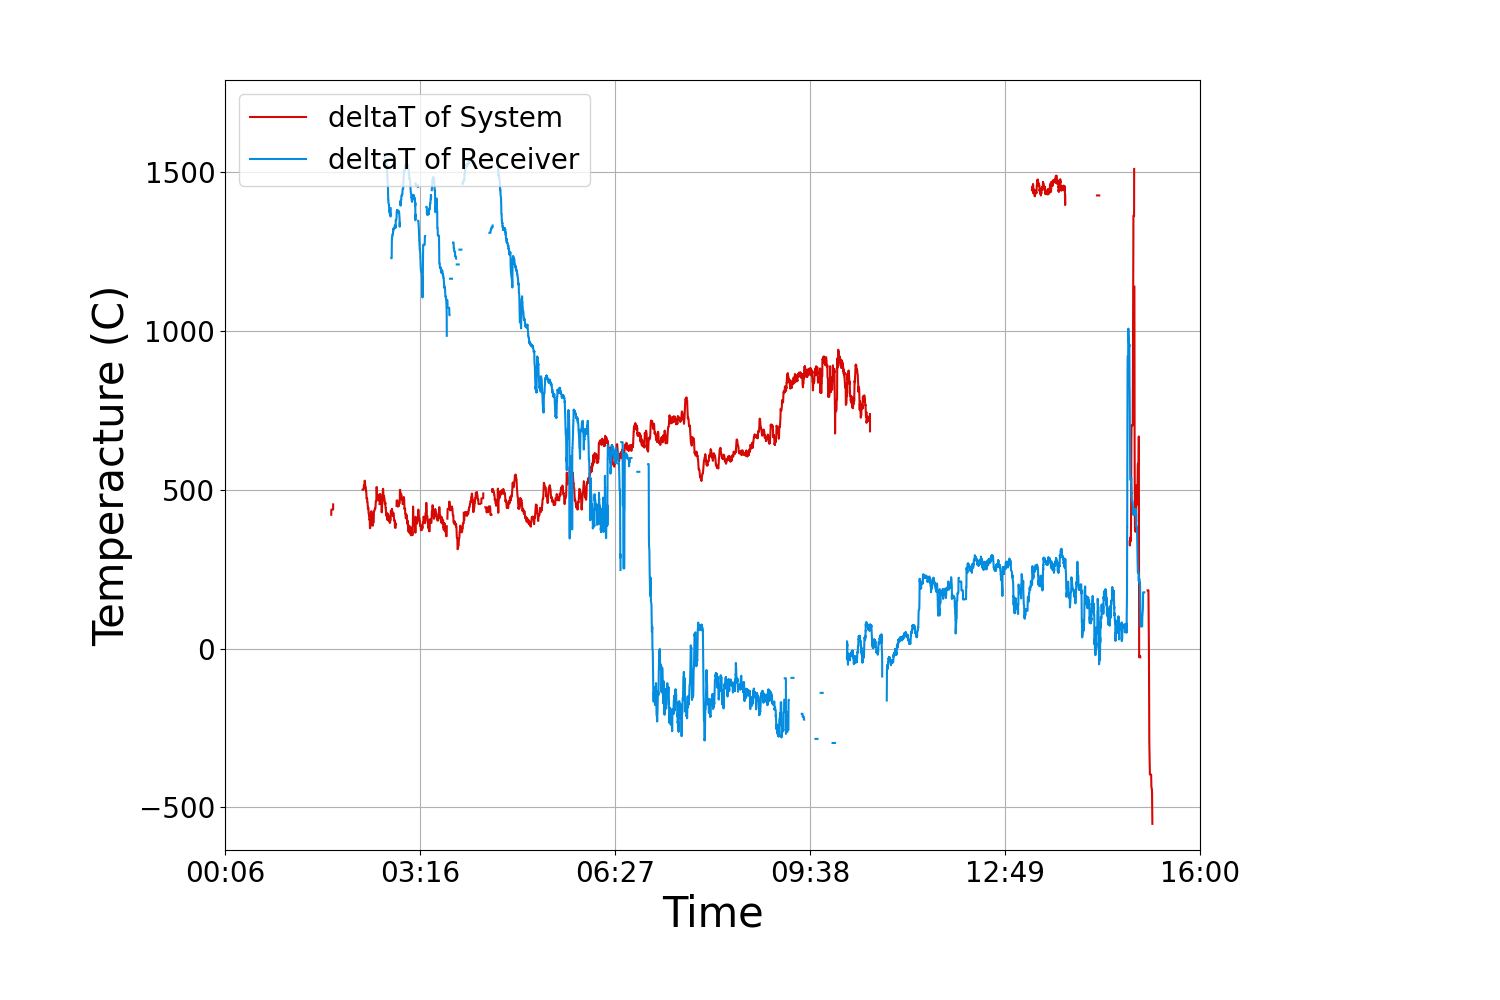 deltaT of System
deltaT of Receiver
1500
1000
500
0
−500
Temperacture (C)
00:06 03:16 06:27 09:38 12:49 16:00
Time